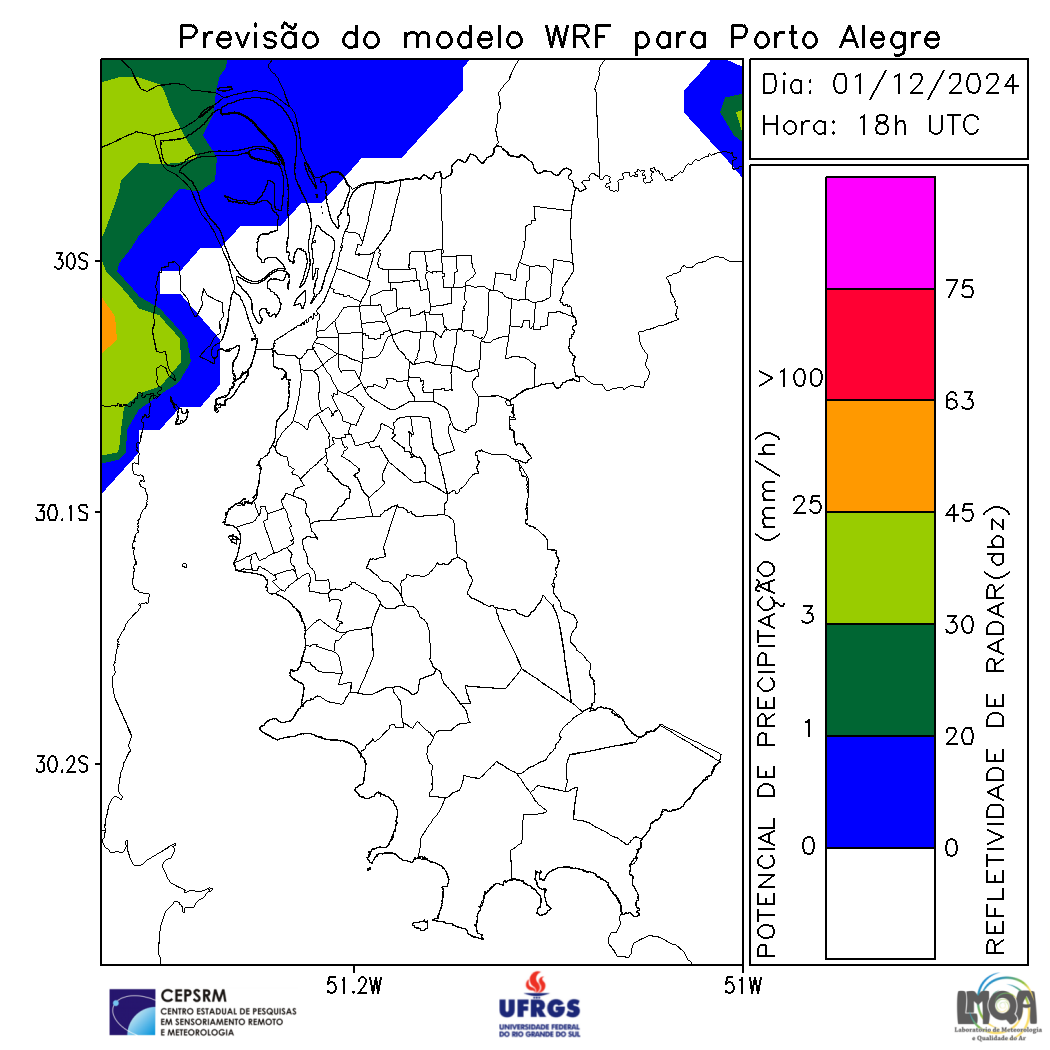 Previsão do modelo WRF para Porto Alegre
Dia: 01/12/2024
Hora: 18h UTC
30S
30.1S
30.2S
51.2W
51W
POTENCIAL DE PRECIPITAÇÃO (mm/h)
>100
25
3
1
0
75
63
45
30
20
0
REFLETIVIDADE DE RADAR(dbz)
CEPSRM
CENTRO ESTADUAL DE PESQUISAS
EM SENSORIAMENTO REMOTO
E METEOROLOGIA
UFRGS
UNIVERSIDADE FEDERAL
DO RIO GRANDE DO SUL
LMQA
Laboratório de Meteorologia
e Qualidade do Ar